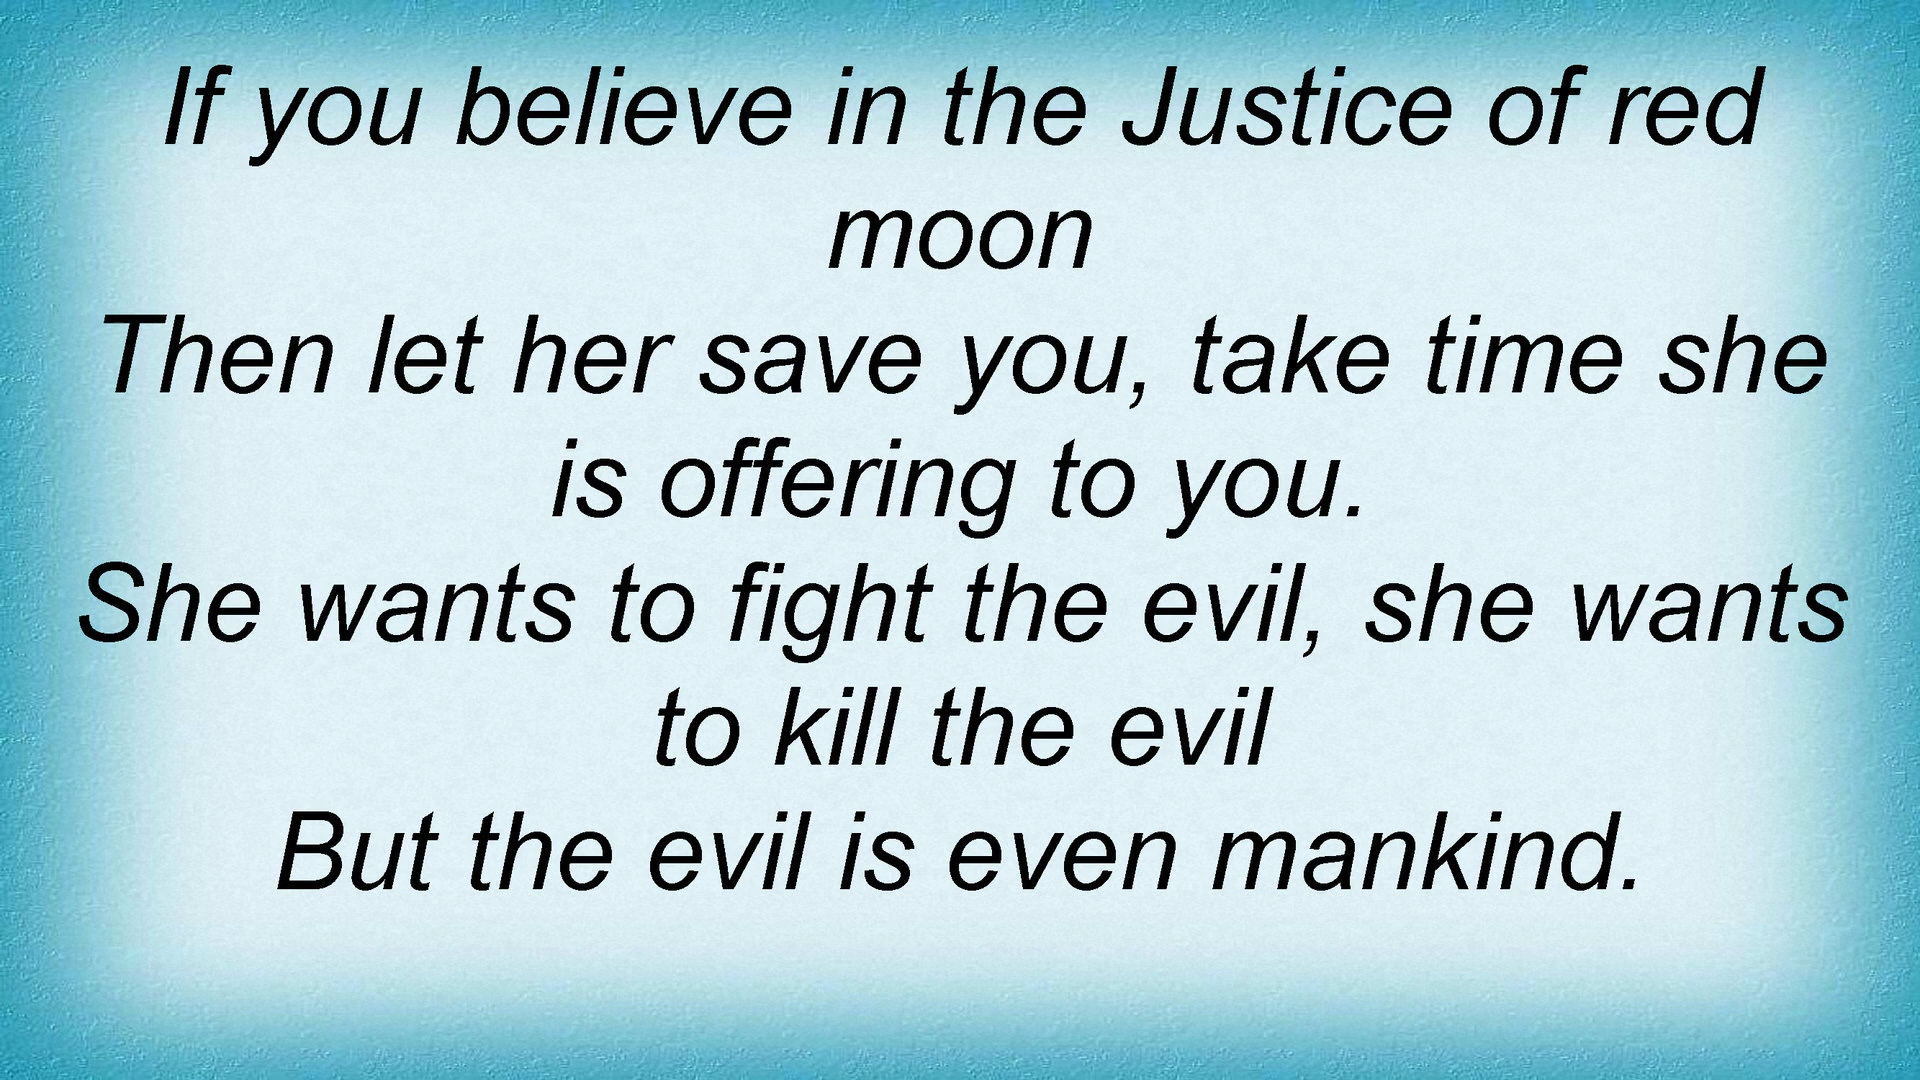 If you believe in the Justice of red
moon
Then let her save you, take time she
is offering to you.
She wants to fight the evil, she wants
to kill the evil
But the evil is even mankind.